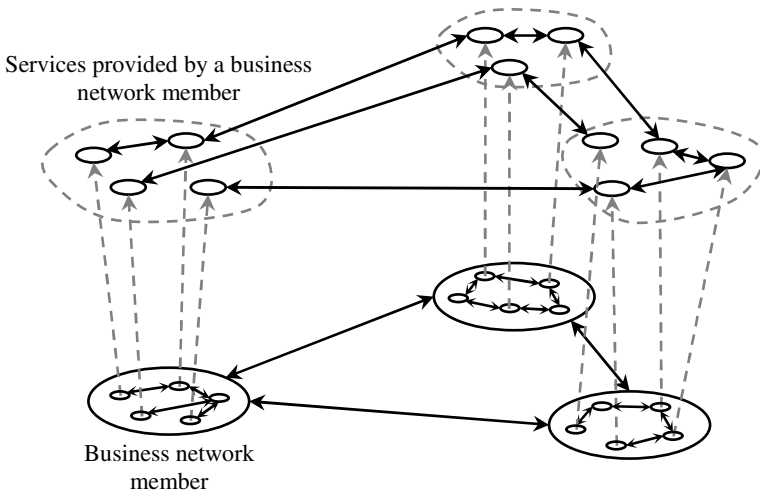 Services provided by a business
network member
Business network
member